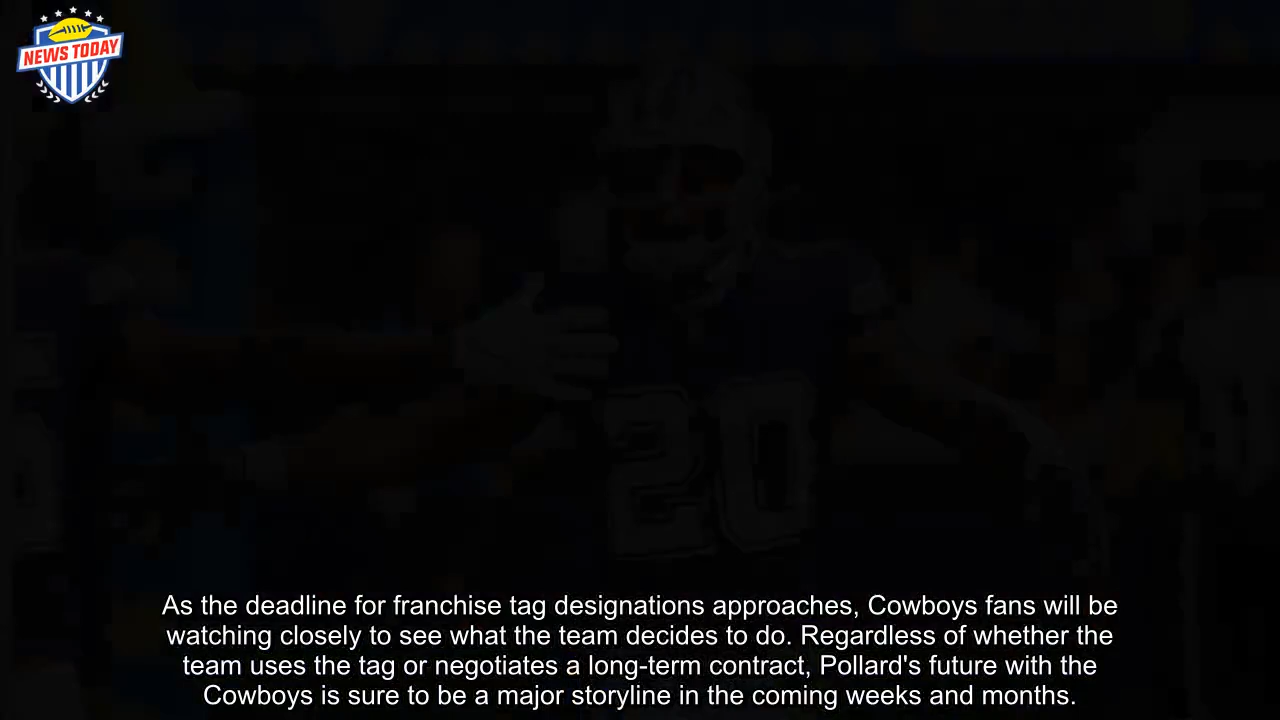 NEWS TODAY
20
As the deadline for franchise tag designations approaches, Cowboys fans will be
watching closely to see what the team decides to do. Regardless of whether the
team uses the tag or negotiates a long-term contract, Pollard's future with the
Cowboys is sure to be a major storyline in the coming weeks and months.